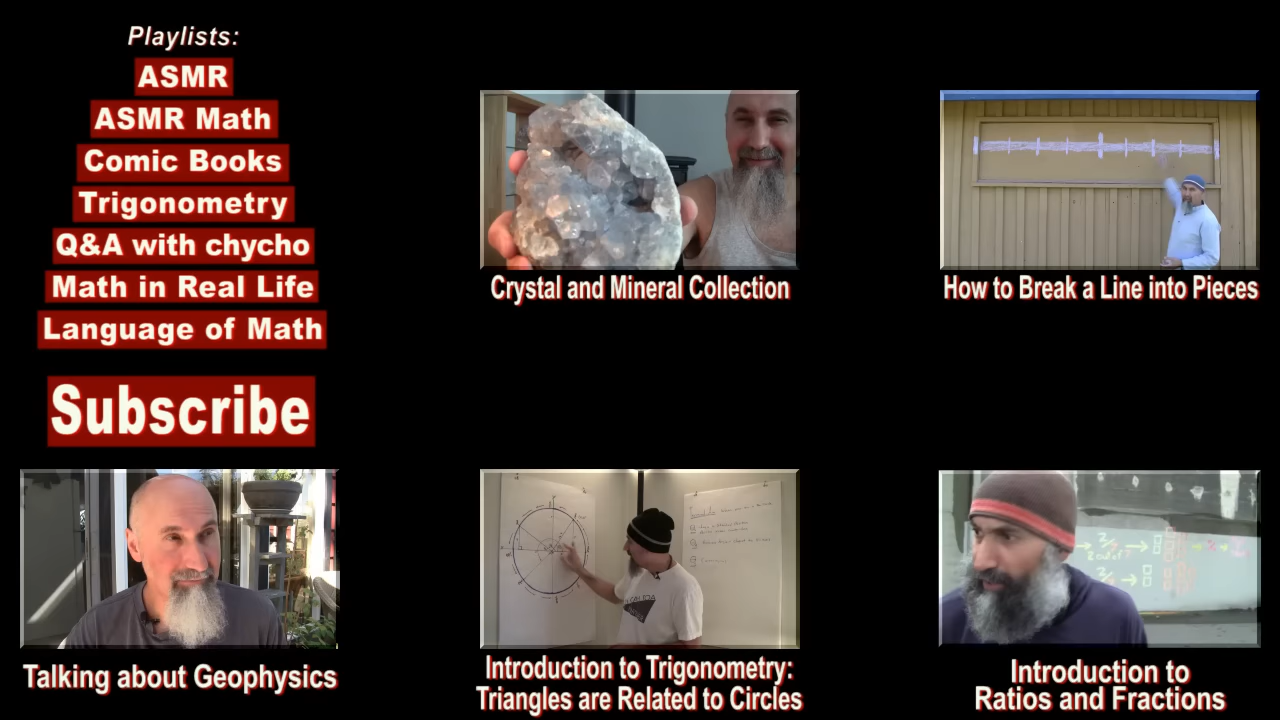 Playlists:
ASMR
ASMR Math
Comic Books
Trigonometry
Q&A with chycho
Math in Real Life
Language of Math
Subscribe
Crystal and Mineral Collection
How to Break a Line into Pieces
Talking about Geophysics
Introduction to Trigonometry:
Triangles are Related to Circles
Introduction to
Ratios and Fractions